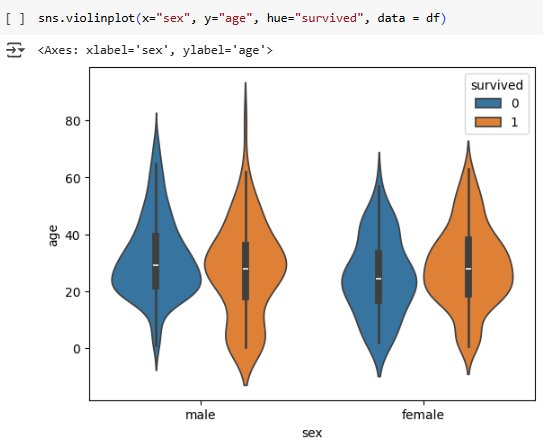 [ ] sns.violinplot(x="sex", y="age", hue="survived", data = df)
<Axes: xlabel='sex', ylabel='age'>
survived
0
1
80
60
40
20
0
age
male female
sex